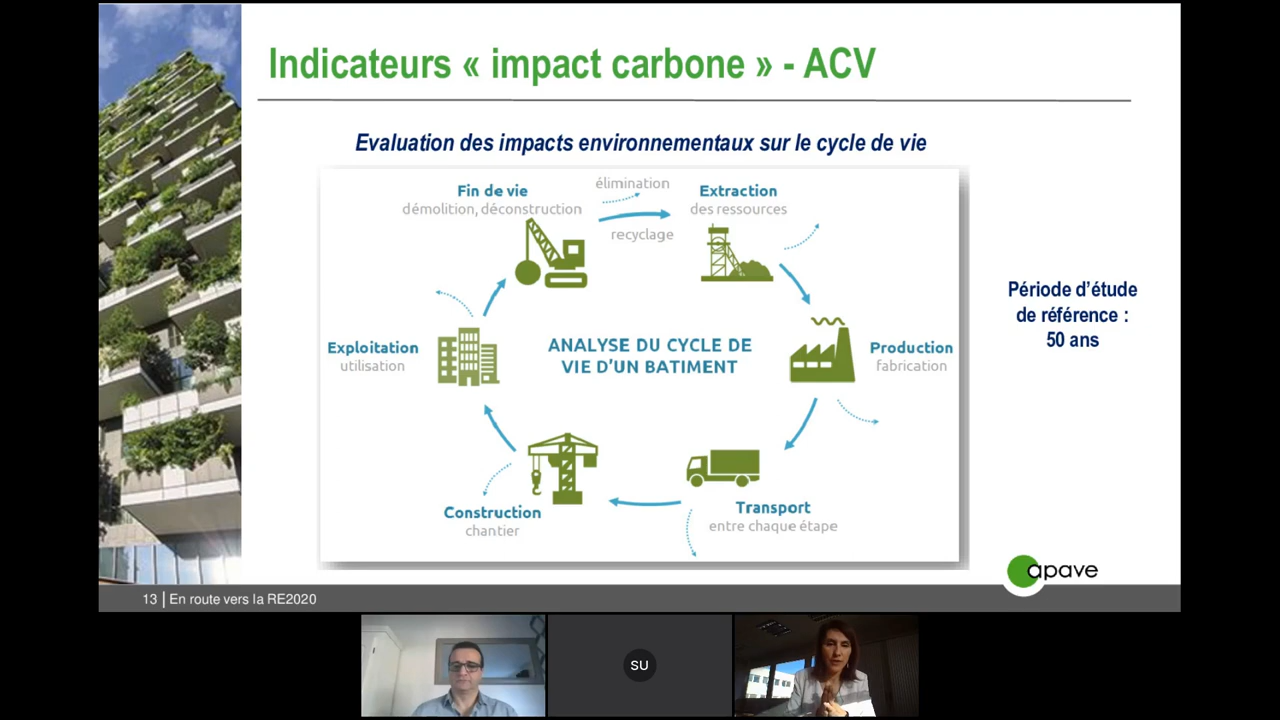 Indicateurs « impact carbone » - ACV
Evaluation des impacts environnementaux sur le cycle de vie
Fin de vie
démolition, déconstruction
élimination
recyclage
Extraction
des ressources
Production
fabrication
Transport
entre chaque étape
Construction
chantier
Exploitation
utilisation
ANALYSE DU CYCLE DE
VIE D'UN BATIMENT
Période d'étude
de référence :
50 ans
apave
13 | En route vers la RE2020
SU